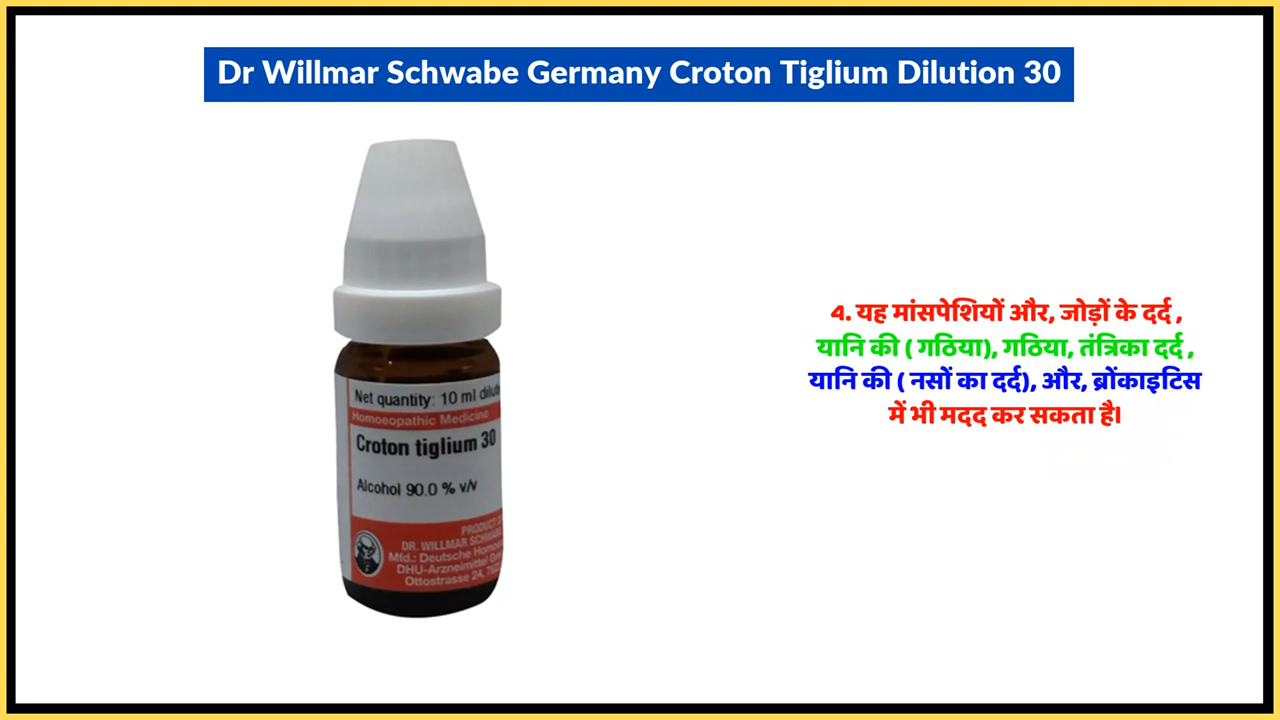 Dr Willmar Schwabe Germany Croton Tiglium Dilution 30
Net quantity: 10 ml
Homoeopathic Medicine
Croton tiglium 30
Alcohol 90.0 % v/v
PRODUCT
DR. WILLMAR
Mfd.: Deutsche
DHU-Arzneimittel
Ottostrasse 24,
4. यह मांसपेशियों और, जोड़ों के दर्द ,
यानि की ( गठिया), गठिया, तंत्रिका दर्द ,
यानि की ( नसों का दर्द), और, ब्रोंकाइटिस
में भी मदद कर सकता है।